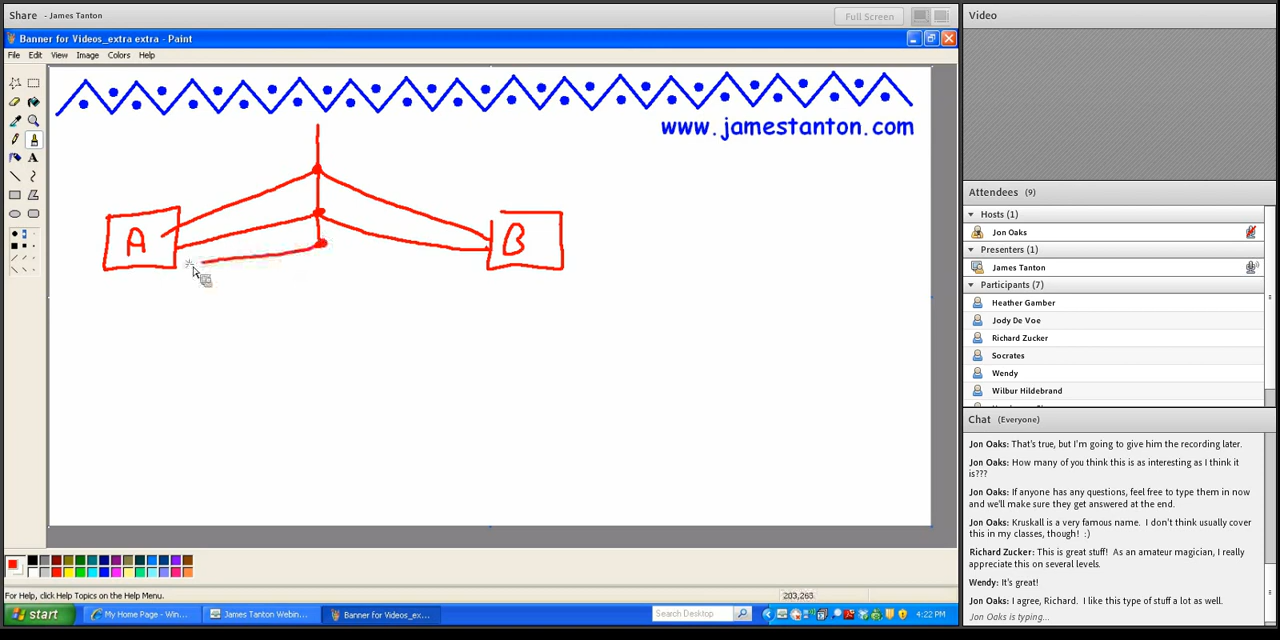 Share - James Tanton
Full Screen
Video
Banner for Videos_extra extra - Paint
File Edit View Image Colors Help
www.jamestanton.com
A
B
Attendees (9)
Hosts (1)
Jon Oaks
Presenters (1)
James Tanton
Participants (7)
Heather Gamber
Jody De Voe
Richard Zucker
Socrates
Wendy
Wilbur Hildebrand
Chat (Everyone)
Jon Oaks: That's true, but I'm going to give him the recording later.
Jon Oaks: How many of you think this is as interesting as I think it
is???
Jon Oaks: If anyone has any questions, feel free to type them in now
and we'll make sure they get answered at the end.
Jon Oaks: Kruskall is a very famous name. I don't think usually cover
this in my classes, though! :)
Richard Zucker: This is great stuff! As an amateur magician, I really
appreciate this on several levels.
Wendy: It's great!
Jon Oaks: I agree, Richard. I like this type of stuff a lot as well.
Jon Oaks is typing...
For Help, click Help Topics on the Help Menu.
203,265
start
My Home Page - Win...
James Tanton Webin...
Banner for Videos_ex...
Search Desktop
4:22 PM